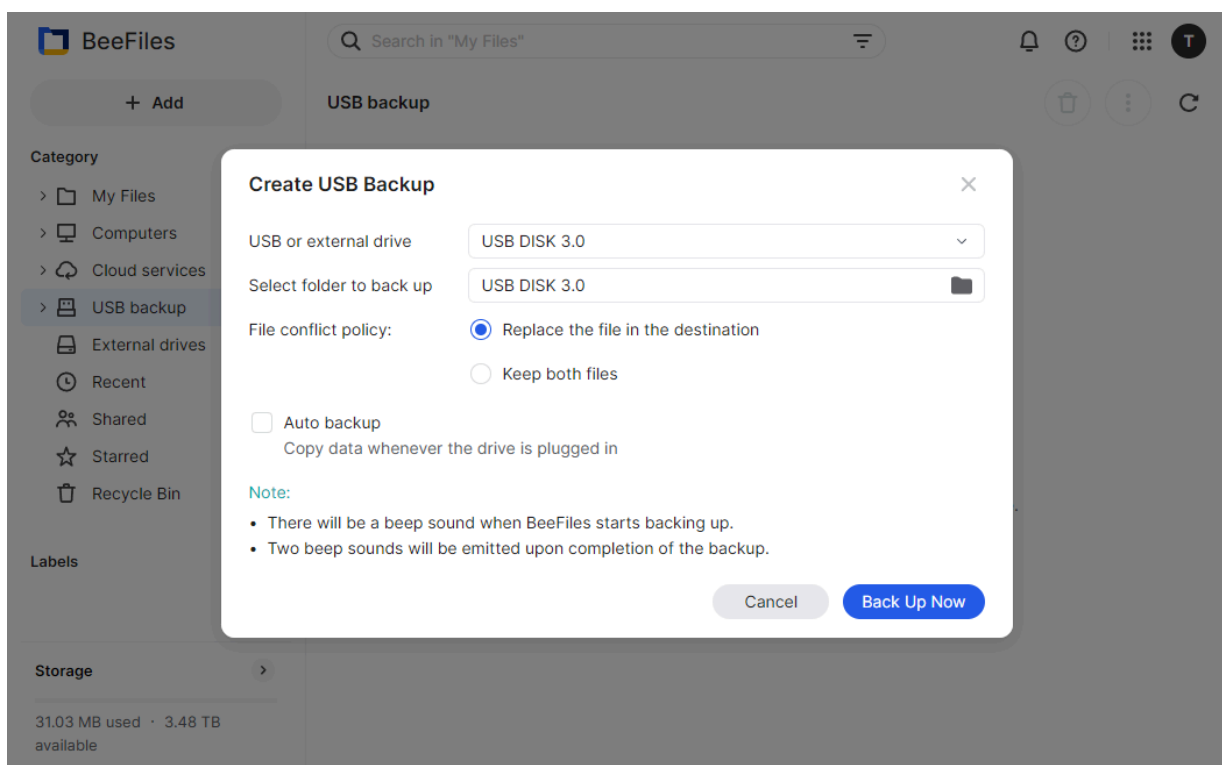 BeeFiles
Search in "My Files"
T
+ Add
USB backup
Category
My Files
Computers
Cloud services
USB backup
External drives
Recent
Shared
Starred
Recycle Bin
Labels
Storage
31.03 MB used · 3.48 TB
available
Create USB Backup
USB or external drive
USB DISK 3.0
Select folder to back up
USB DISK 3.0
File conflict policy:
Replace the file in the destination
Keep both files
Auto backup
Copy data whenever the drive is plugged in
Note:
• There will be a beep sound when BeeFiles starts backing up.
• Two beep sounds will be emitted upon completion of the backup.
Cancel
Back Up Now